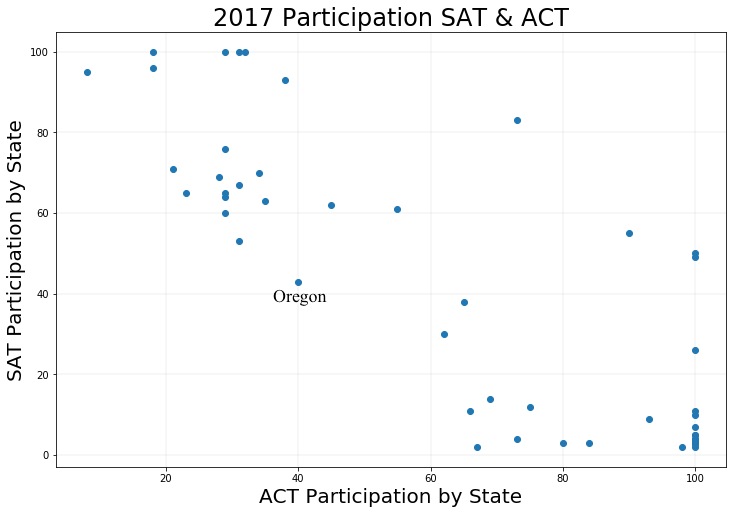 2017 Participation SAT & ACT
SAT Participation by State
100
80
60
40
20
0
Oregon
20
40
60
80
100
ACT Participation by State